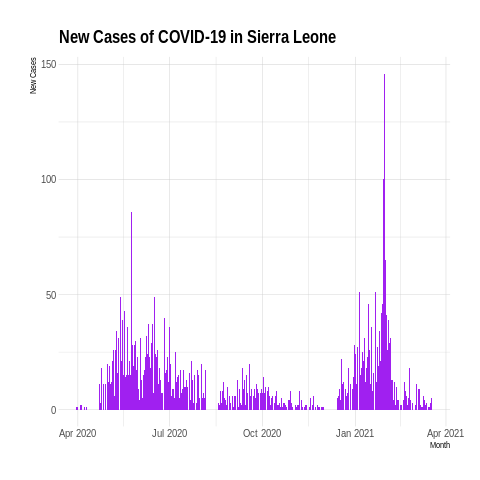 New Cases of COVID-19 in Sierra Leone
New Cases
150
100
50
0
Apr 2020
Jul 2020
Oct 2020
Jan 2021
Apr 2021
Month